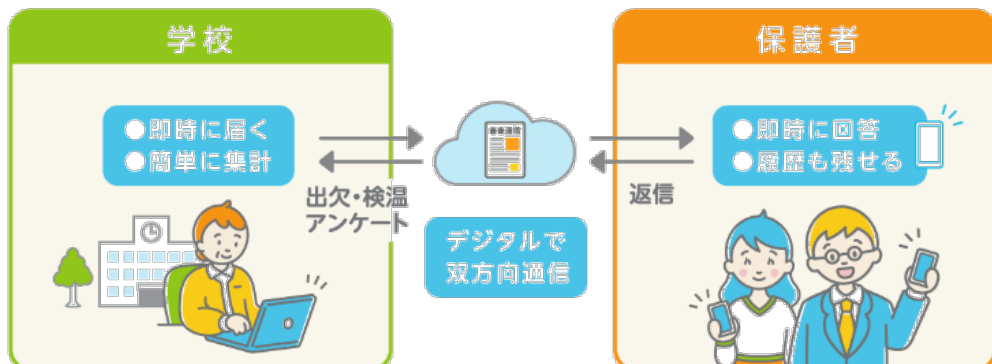 学校
●即時に届く
●簡単に集計
出欠・検温
アンケート
●●通信
デジタルで
双方向通信
保護者
●即時に回答
●履歴も残せる
返信